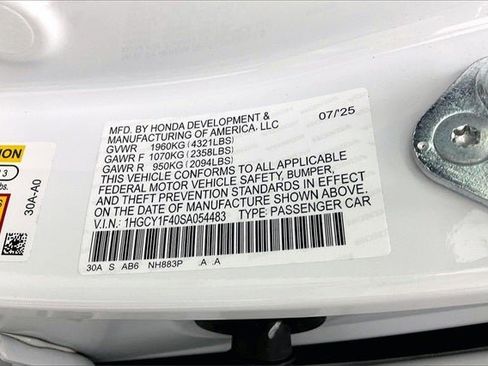 MFD. BY HONDA DEVELOPMENT & 07/'25
MANUFACTURING OF AMERICA, LLC
GVWR 1960KG (4321LBS)
GAWR F 1070KG (2358LBS)
GAWR R 950KG (2094LBS)
THIS VEHICLE CONFORMS TO ALL APPLICABLE
FEDERAL MOTOR VEHICLE SAFETY, BUMPER,
AND THEFT PREVENTION STANDARDS IN EFFECT
ON THE DATE OF MANUFACTURE SHOWN ABOVE.
V.I.N.: 1HGCY1F40SA054483 TYPE: PASSENGER CAR
30A S AB6 NH883P .A .A
30A-A0
3